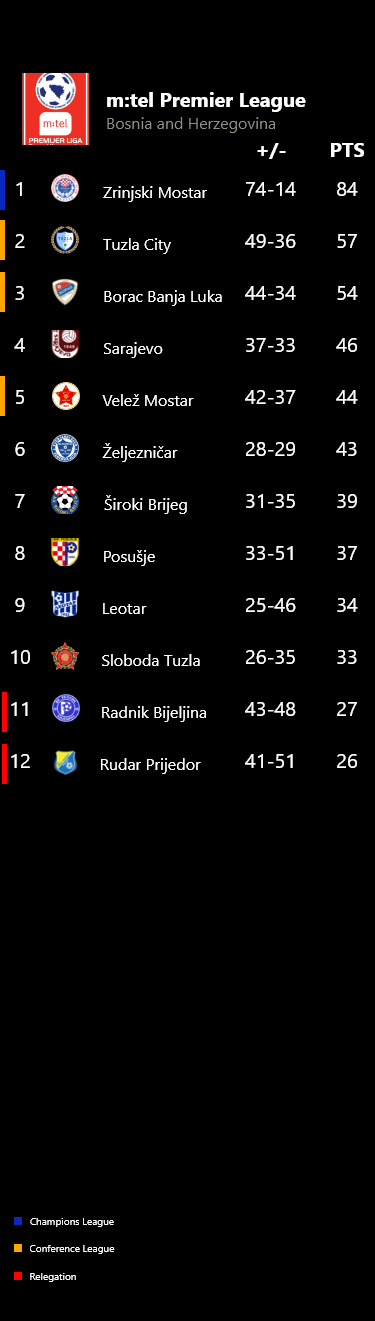 m:tel
PREMIJER LIGA
m:tel Premier League
Bosnia and Herzegovina
+/- PTS
1 Zrinjski Mostar 74-14 84
2 Tuzla City 49-36 57
3 Borac Banja Luka 44-34 54
4 Sarajevo 37-33 46
5 Velež Mostar 42-37 44
6 Željezničar 28-29 43
7 Široki Brijeg 31-35 39
8 Posušje 33-51 37
9 Leotar 25-46 34
10 Sloboda Tuzla 26-35 33
11 Radnik Bijeljina 43-48 27
12 Rudar Prijedor 41-51 26
Champions League
Conference League
Relegation